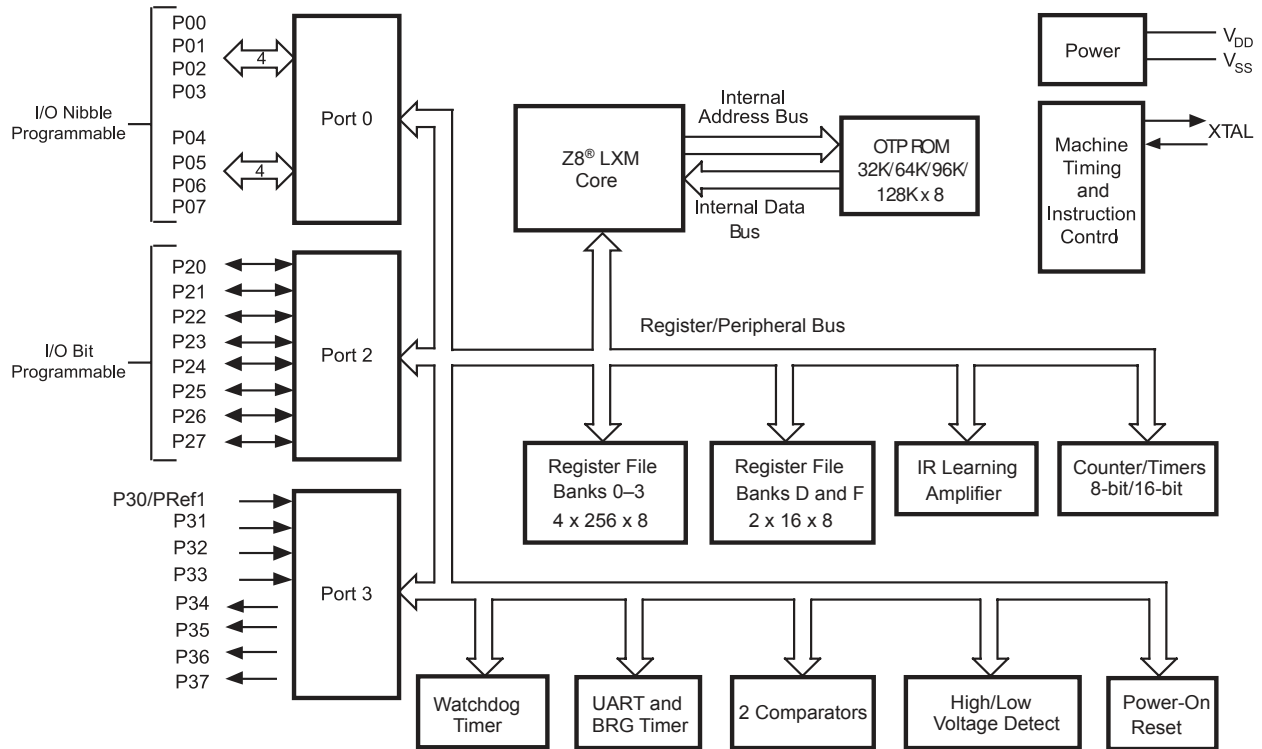 P00
P01
P02
P03
4
I/O Nibble
Programmable
P04
P05
P06
P07
4
Port 0
I/O Bit
Programmable
P20
P21
P22
P23
P24
P25
P26
P27
Port 2
P30/PRef1
P31
P32
P33
P34
P35
P36
P37
Port 3
Z8® LXM
Core
Internal
Address Bus
Internal Data
Bus
OTP ROM
32K/64K/96K/
128K x 8
Power
VDD
VSS
Machine
Timing
and
Instruction
Control
XTAL
Register/Peripheral Bus
Register File
Banks 0–3
4 x 256 x 8
Register File
Banks D and F
2 x 16 x 8
IR Learning
Amplifier
Counter/Timers
8-bit/16-bit
Watchdog
Timer
UART and
BRG Timer
2 Comparators
High/Low
Voltage Detect
Power-On
Reset